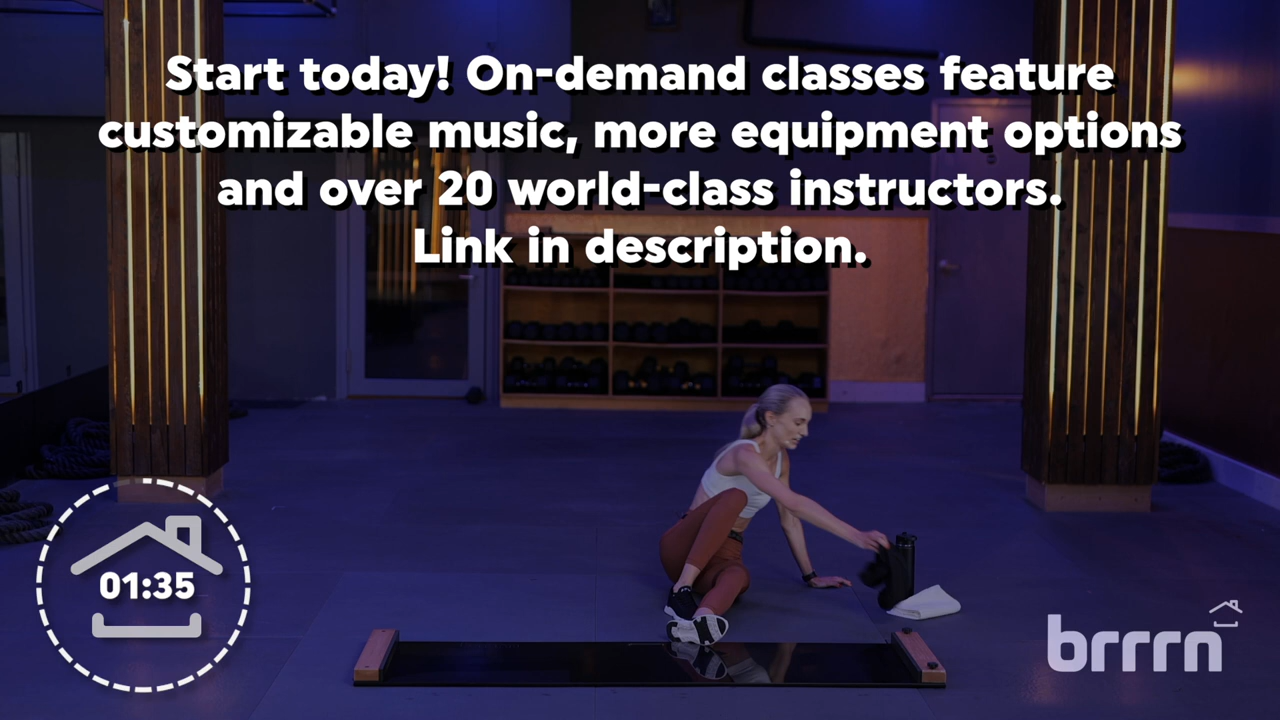 Start today! On-demand classes feature
customizable music, more equipment options
and over 20 world-class instructors.
Link in description.
01:35
brrrn